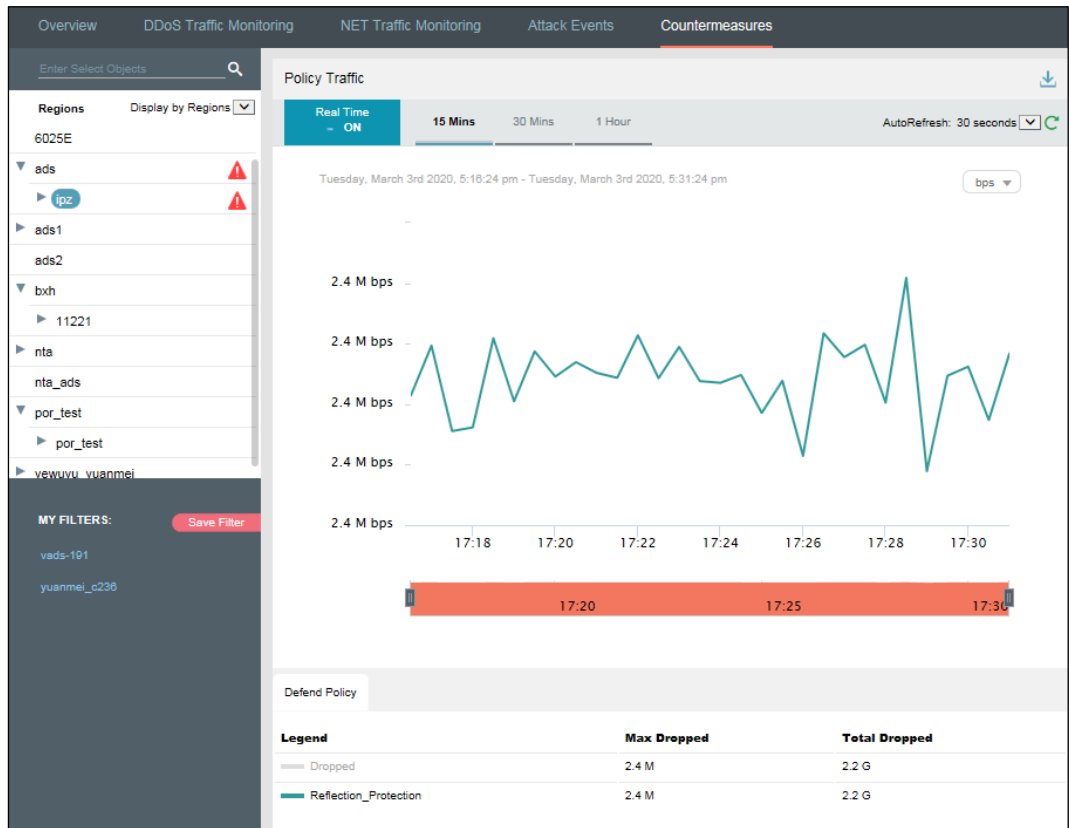 Overview DDoS Traffic Monitoring NET Traffic Monitoring Attack Events Countermeasures
Enter Select Objects
Regions Display by Regions
6025E
ads
ipz
ads1
ads2
bxh
11221
nta
nta_ads
por_test
por_test
yewuyu_yuanmei
MY FILTERS: Save Filter
vads-191
yuanmei_c236
Policy Traffic
Real Time
- ON
15 Mins 30 Mins 1 Hour
AutoRefresh: 30 seconds
Tuesday, March 3rd 2020, 5:16:24 pm - Tuesday, March 3rd 2020, 5:31:24 pm
bps
2.4 M bps
2.4 M bps
2.4 M bps
2.4 M bps
2.4 M bps
17:18 17:20 17:22 17:24 17:26 17:28 17:30
17:20 17:25 17:30
Defend Policy
Legend Max Dropped Total Dropped
Dropped 2.4 M 2.2 G
Reflection_Protection 2.4 M 2.2 G